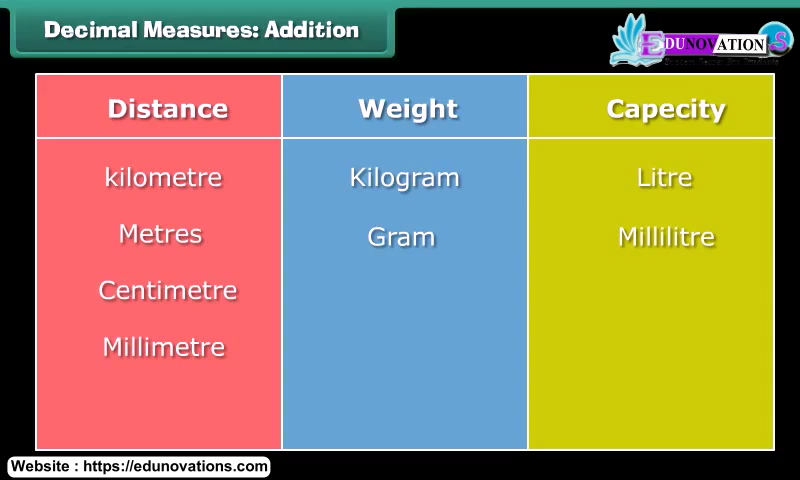 Decimal Measures: Addition
EDUNOVATIONS
Distance
Weight
Capecity
kilometre
Kilogram
Litre
Metres
Gram
Millilitre
Centimetre
Millimetre
Website : https://edunovations.com